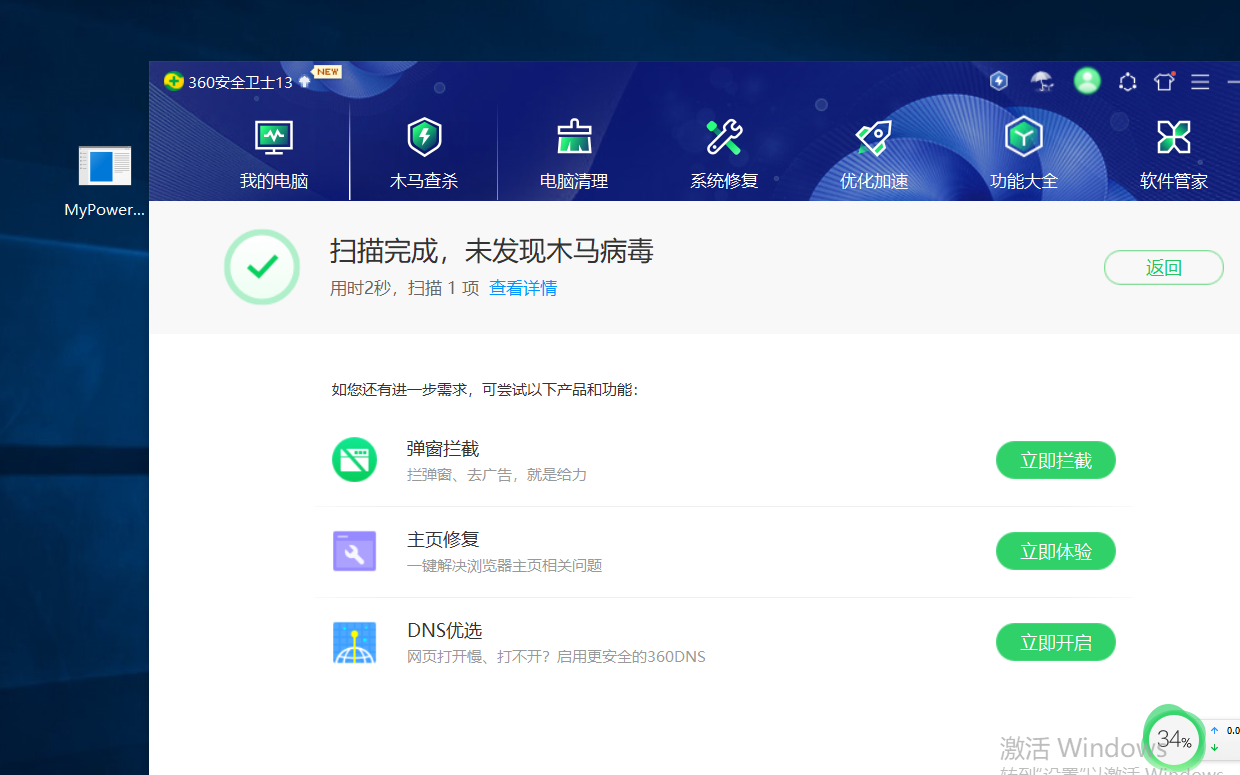 360安全卫士13
NEW
我的电脑
木马查杀
电脑清理
系统修复
优化加速
功能大全
软件管家
MyPower...
扫描完成，未发现木马病毒
返回
用时2秒，扫描 1 项 查看详情
如您还有进一步需求，可尝试以下产品和功能：
弹窗拦截
拦弹窗、去广告，就是给力
立即拦截
主页修复
一键解决浏览器主页相关问题
立即体验
DNS优选
网页打开慢、打不开？启用更安全的360DNS
立即开启
激活 Windows
34%
0.0
转到"设置"以激活 Windows